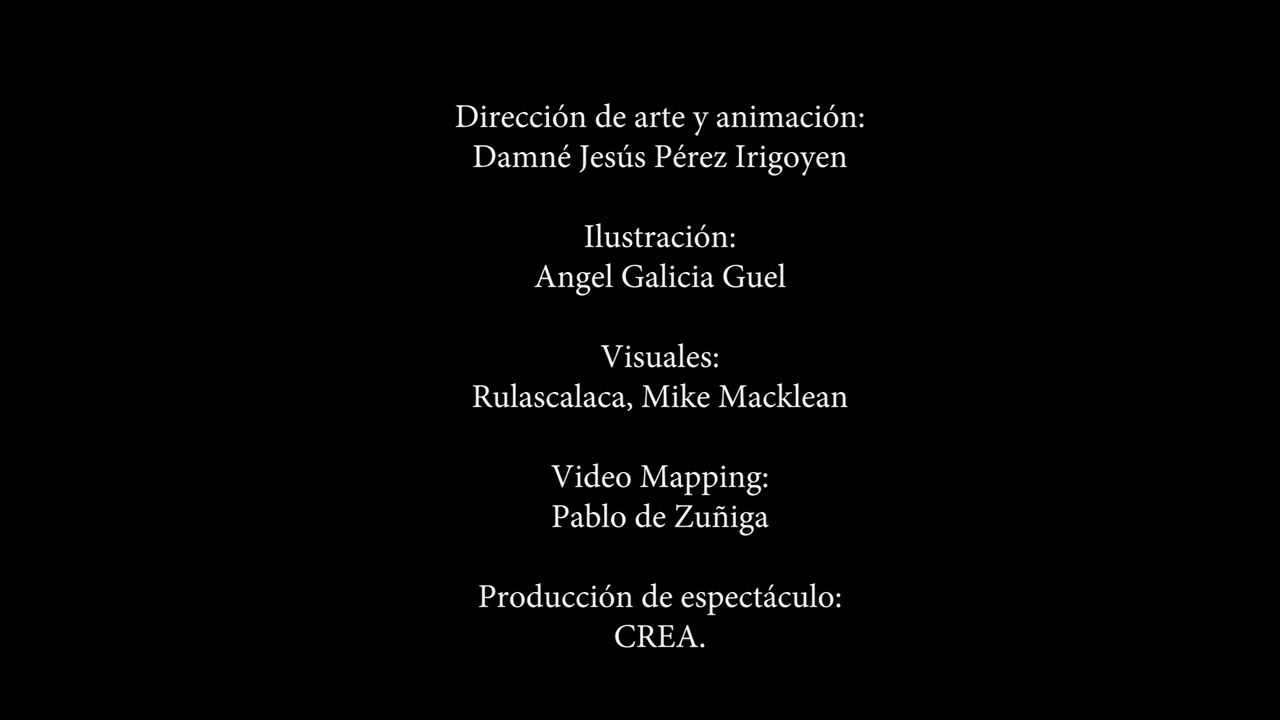 Dirección de arte y animación:
Damné Jesús Pérez Irigoyen
Ilustración:
Angel Galicia Guel
Visuales:
Rulascalaca, Mike Macklean
Video Mapping:
Pablo de Zuñiga
Producción de espectáculo:
CREA.